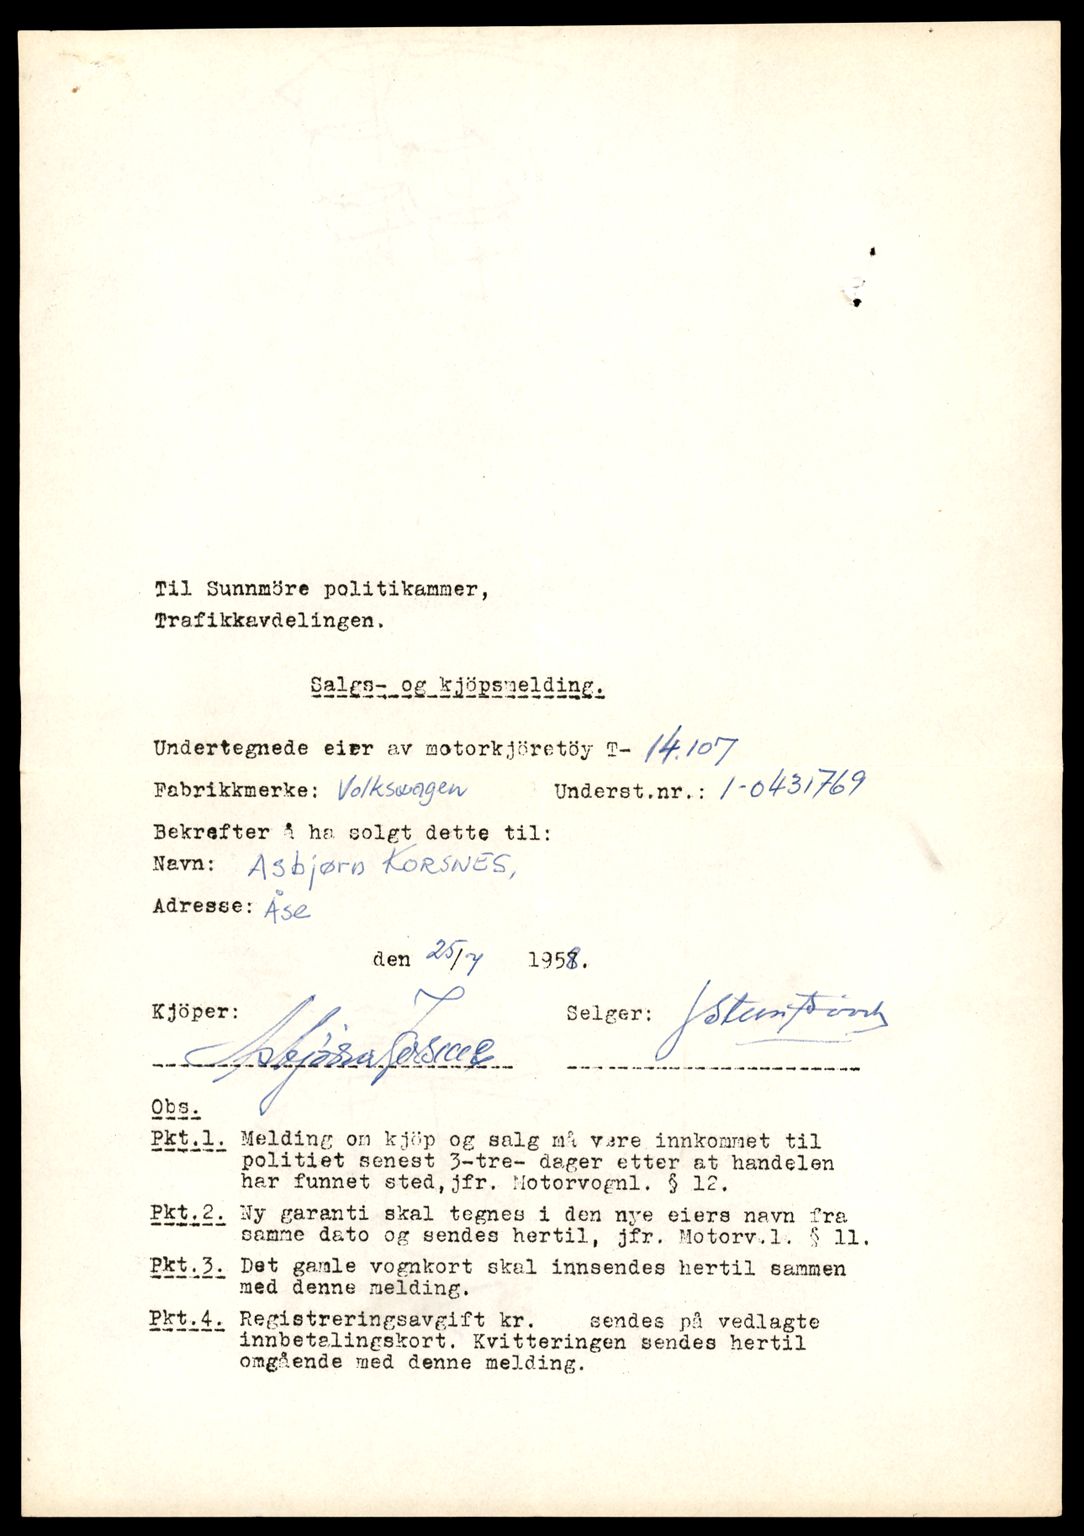 Til Sunnmöre politikammer,
Trafikkavdelingen.
Salgs- og kjöpsmelding.
Undertegnede eier av motorkjöretöy T- 14.107
Fabrikkmerke: Volkswagen Underst.nr.: 1-0431769
Bekrefter å ha solgt dette til:
Navn: Asbjørn KORSNES,
Adresse: Åse
den 25/7 1958.
Kjöper: Selger:
Asbjørn Korsnes
Obs.
Pkt.1. Melding om kjöp og salg må være innkommet til
politiet senest 3-tre- dager etter at handelen
har funnet sted, jfr. Motorvognl. § 12.
Pkt.2. Ny garanti skal tegnes i den nye eiers navn fra
samme dato og sendes hertil, jfr. Motorv.l. § 11.
Pkt.3. Det gamle vognkort skal innsendes hertil sammen
med denne melding.
Pkt.4. Registreringsavgift kr. sendes på vedlagte
innbetalingskort. Kvitteringen sendes hertil
omgående med denne melding.